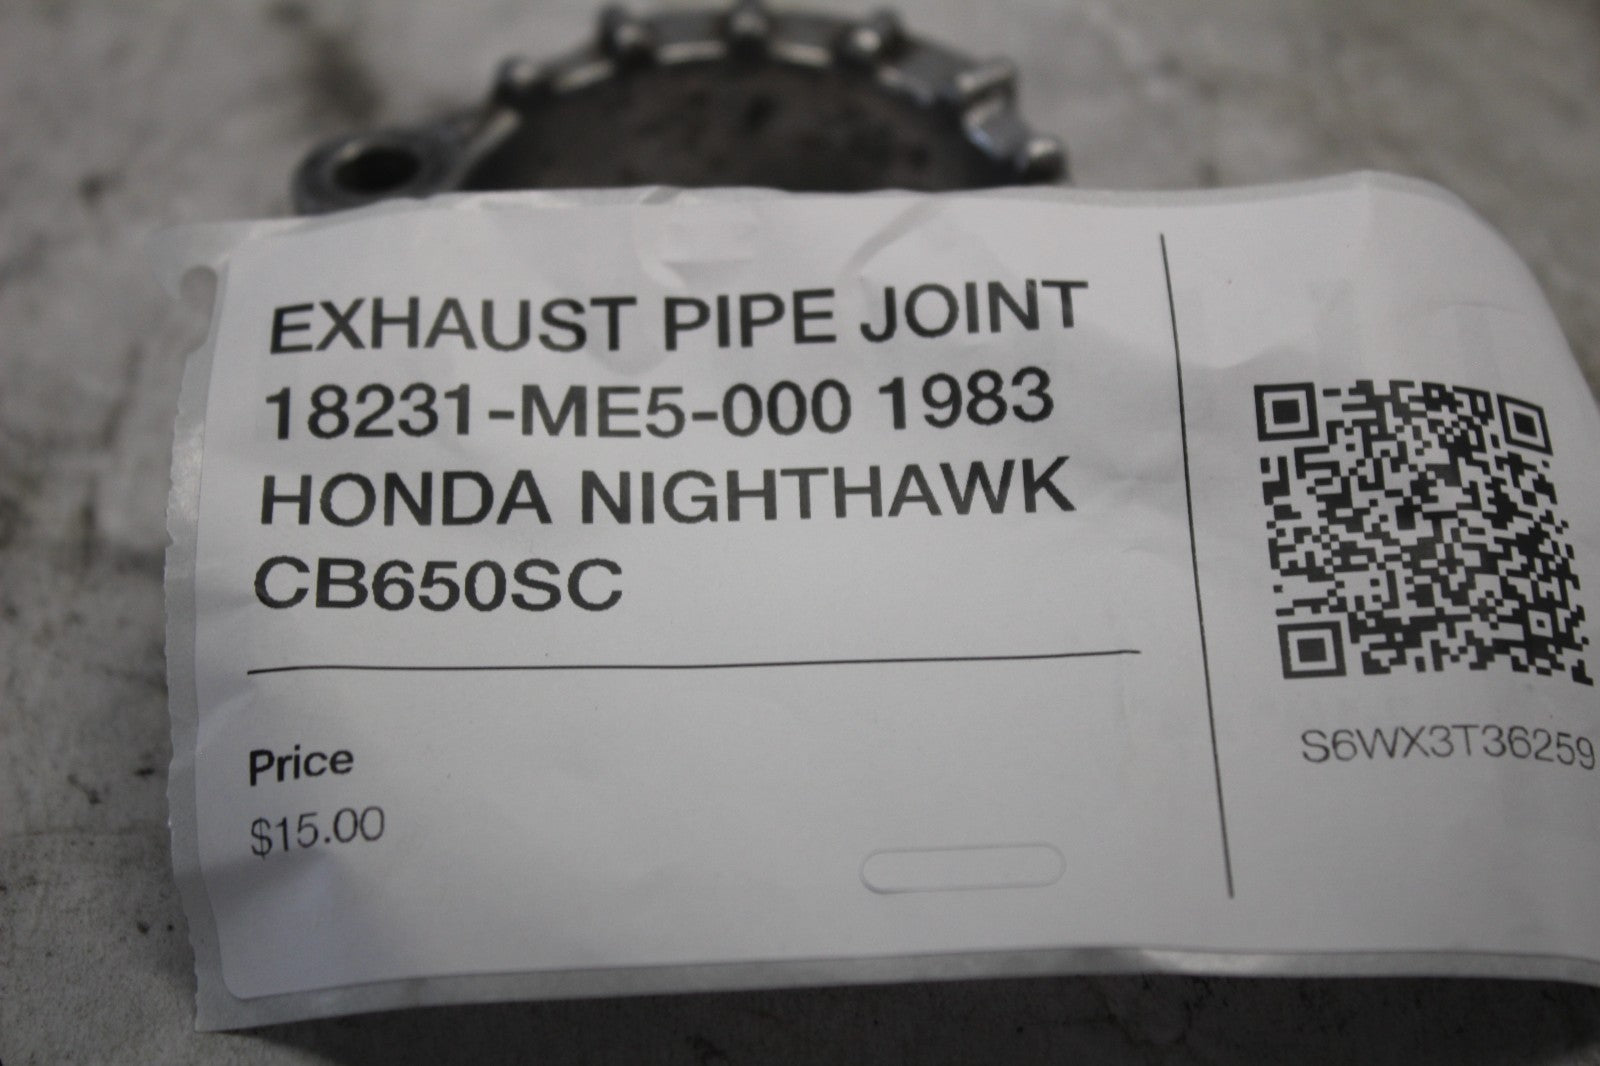 EXHAUST PIPE JOINT
18231-ME5-000 1983
HONDA NIGHTHAWK
CB650SC
Price
$15.00
S6WX3T36259